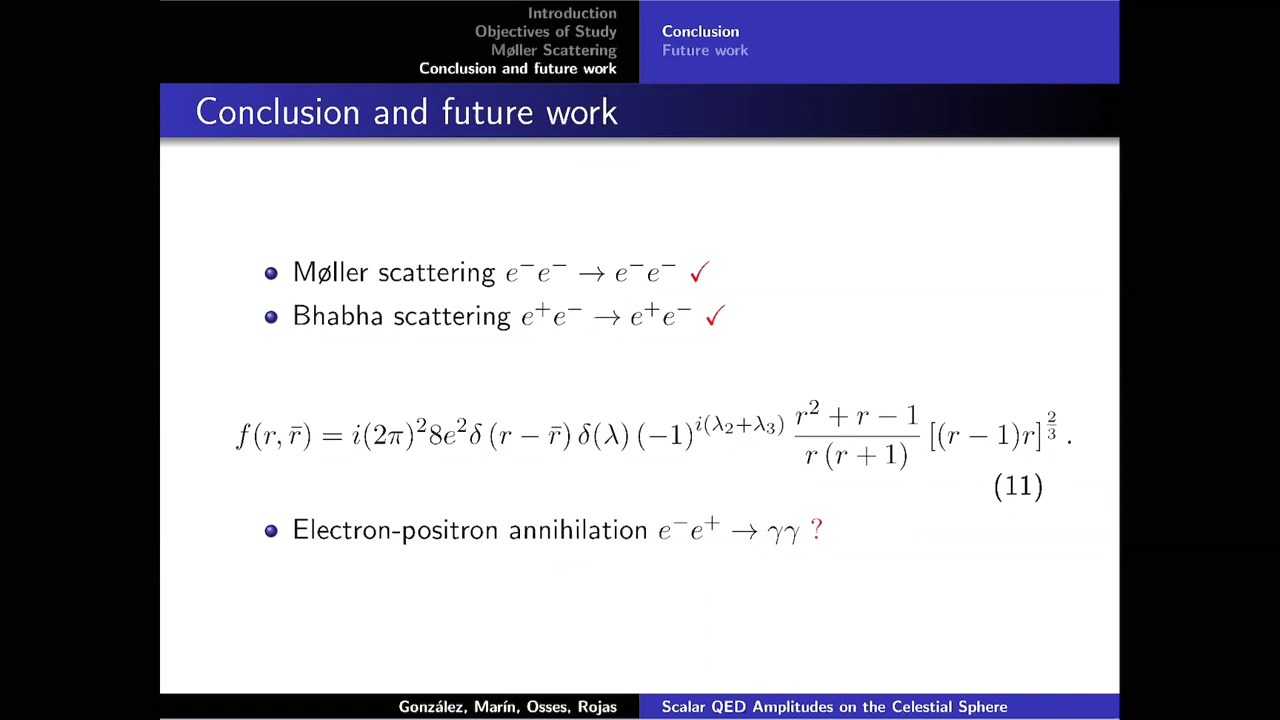 Introduction
Objectives of Study
Møller Scattering
Conclusion and future work
Conclusion
Future work
Conclusion and future work
Møller scattering e⁻e⁻ → e⁻e⁻ ✓
Bhabha scattering e⁺e⁻ → e⁺e⁻ ✓
f(r, r̄) = i(2π)²8e²δ (r − r̄) δ(λ) (−1)^{i(λ₂+λ₃)} \frac{r² + r − 1}{r (r + 1)} [(r − 1)r]^{\frac{2}{3}} .
(11)
Electron-positron annihilation e⁻e⁺ → γγ ?
González, Marín, Osses, Rojas
Scalar QED Amplitudes on the Celestial Sphere